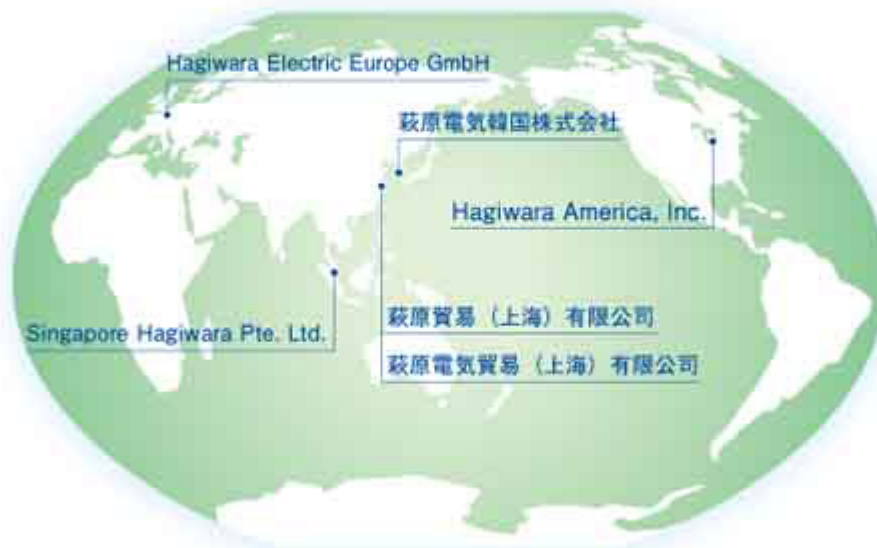 Hagiwara Electric Europe GmbH
萩原電気韓国株式会社
Hagiwara America, Inc.
萩原貿易（上海）有限公司
Singapore Hagiwara Pte. Ltd.
萩原電気貿易（上海）有限公司